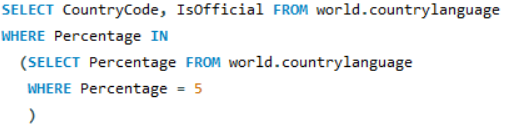 SELECT CountryCode, IsOfficial FROM world.countrylanguage
WHERE Percentage IN
(SELECT Percentage FROM world.countrylanguage
WHERE Percentage = 5
)